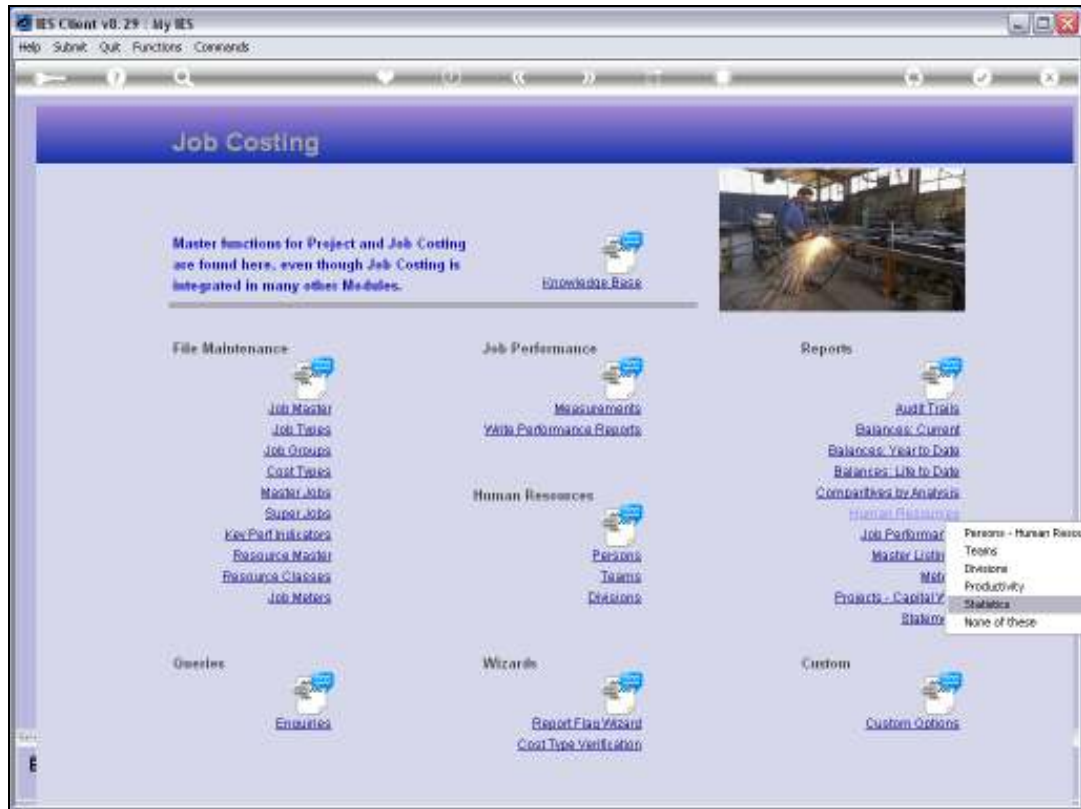 IES Client v8.29 : My IES
Help Submit Quit Functions Commands
Job Costing
Master functions for Project and Job Costing
are found here, even though Job Costing is
integrated in many other Modules.
Knowledge Base
File Maintenance
Job Master
Job Types
Job Groups
Cost Types
Master Jobs
Super Jobs
Key Perf Indicators
Resource Master
Resource Classes
Job Meters
Job Performance
Measurements
Write Performance Reports
Human Resources
Persons
Teams
Divisions
Reports
Audit Trails
Balances: Current
Balances: Year to Date
Balances: Life to Date
Comparitives by Analysis
Human Resources
Job Performan
Master Listin
Projects - Capital
Persons - Human Resou
Teams
Divisions
Productivity
Statistics
None of these
Queries
Enquiries
Wizards
Report Flag Wizard
Cost Type Verification
Custom
Custom Options